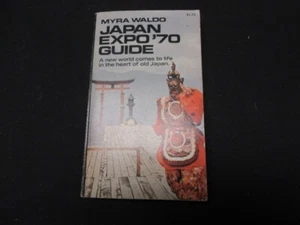 MYRA WALDO
JAPAN
EXPO '70
GUIDE
A new world comes to life
in the heart of old Japan.